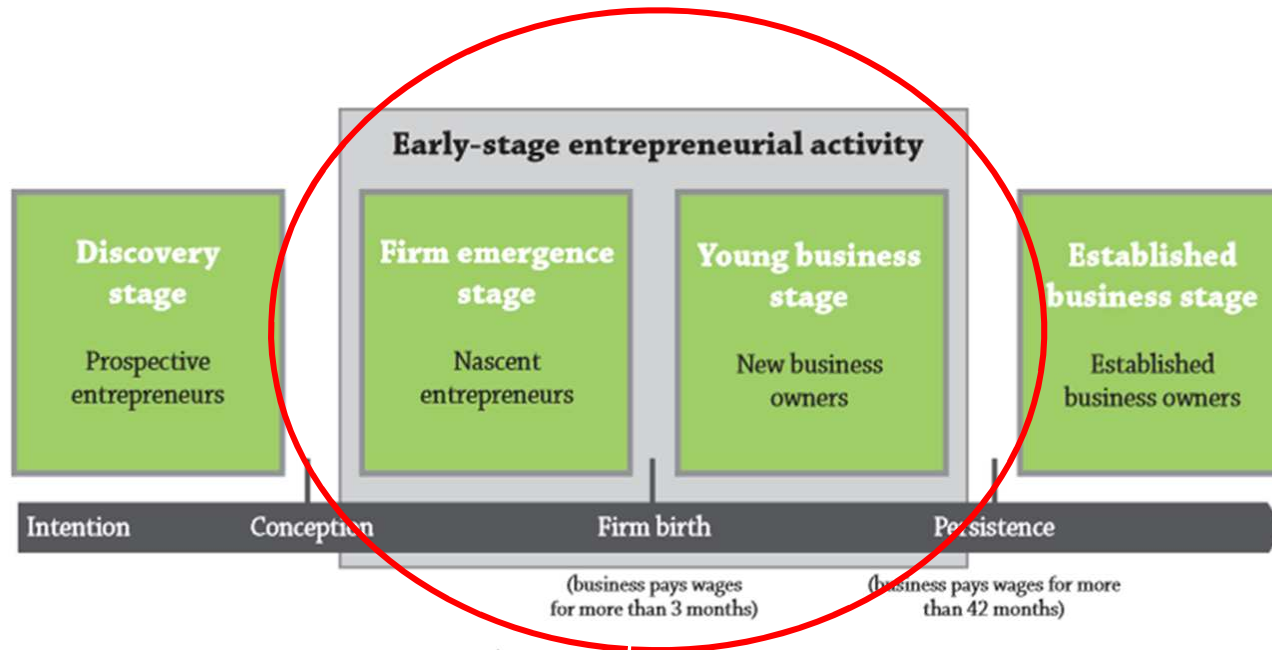 Early-stage entrepreneurial activity
Discovery
stage
Prospective
entrepreneurs
Firm emergence
stage
Nascent
entrepreneurs
Young business
stage
New business
owners
Established
business stage
Established
business owners
Intention
Conception
Firm birth
Persistence
(business pays wages
for more than 3 months)
(business pays wages for more
than 42 months)